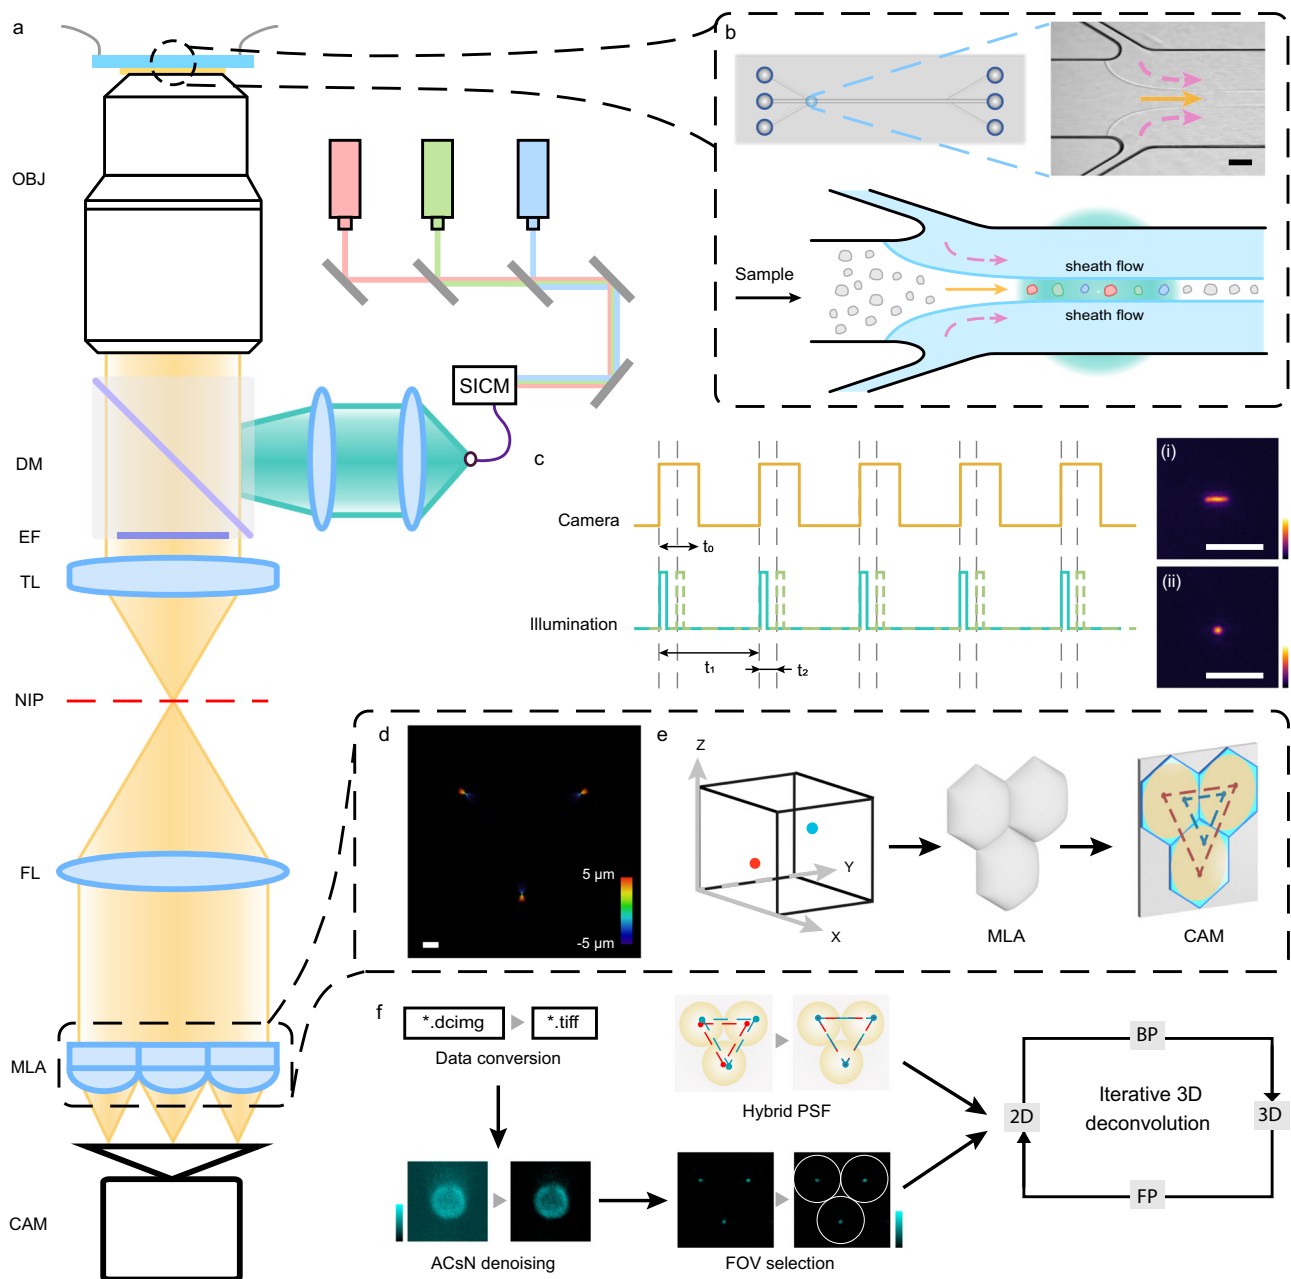 a
OBJ
DM
EF
TL
NIP
FL
MLA
CAM
SICM
b
Sample
sheath flow
sheath flow
c
Camera
t₀
Illumination
t₁
t₂
(i)
(ii)
d
5 µm
-5 µm
e
Z
Y
X
MLA
CAM
f
*.dcimg
*.tiff
Data conversion
ACsN denoising
Hybrid PSF
FOV selection
BP
2D
Iterative 3D
deconvolution
3D
FP